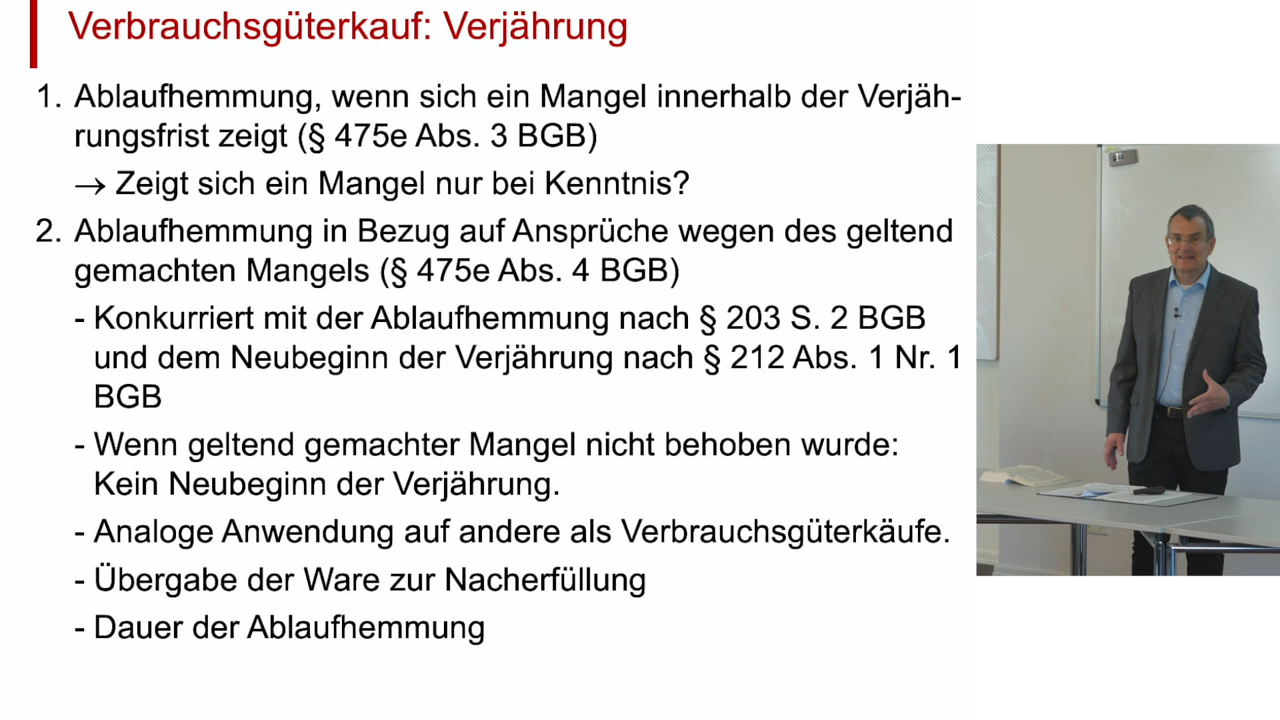 Verbrauchsgüterkauf: Verjährung
1. Ablaufhemmung, wenn sich ein Mangel innerhalb der Verjäh-
rungsfrist zeigt (§ 475e Abs. 3 BGB)
→ Zeigt sich ein Mangel nur bei Kenntnis?
2. Ablaufhemmung in Bezug auf Ansprüche wegen des geltend
gemachten Mangels (§ 475e Abs. 4 BGB)
- Konkurriert mit der Ablaufhemmung nach § 203 S. 2 BGB
und dem Neubeginn der Verjährung nach § 212 Abs. 1 Nr. 1
BGB
- Wenn geltend gemachter Mangel nicht behoben wurde:
Kein Neubeginn der Verjährung.
- Analoge Anwendung auf andere als Verbrauchsgüterkäufe.
- Übergabe der Ware zur Nacherfüllung
- Dauer der Ablaufhemmung